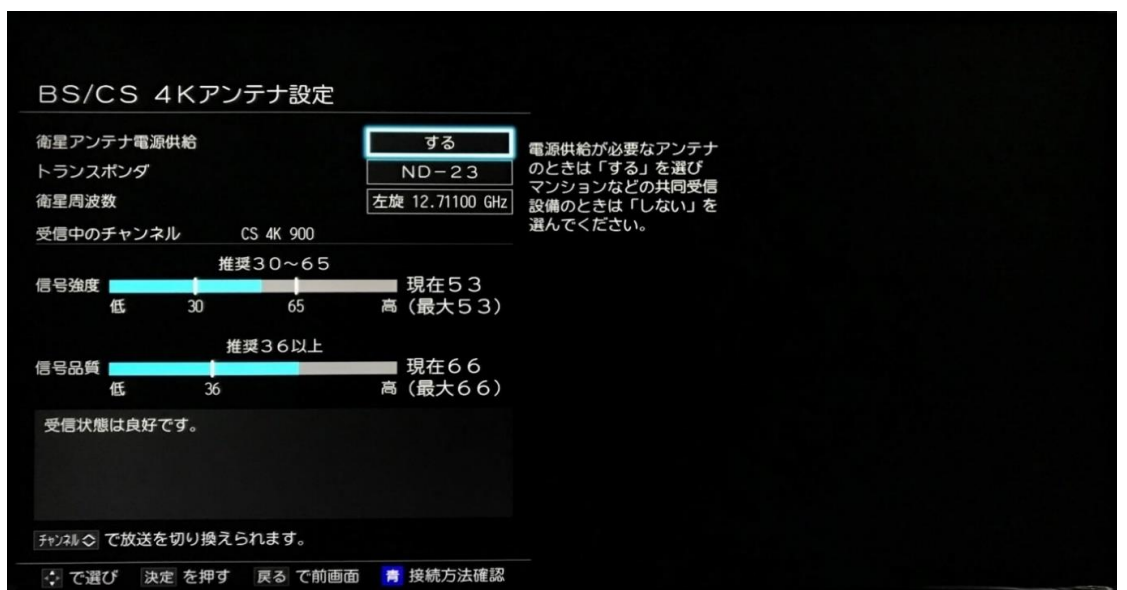 BS/CS 4Kアンテナ設定
衛星アンテナ電源供給 する
トランスポンダ ND-23
衛星周波数 左旋 12.71100 GHz
受信中のチャンネル CS 4K 900
推奨30～65
信号強度 現在53
低 30 65 高 (最大53)
推奨36以上
信号品質 現在66
低 36 高 (最大66)
受信状態は良好です。
チャンネル で放送を切り換えられます。
で選び 決定 を押す 戻る で前画面 青 接続方法確認
電源供給が必要なアンテナ
のときは「する」を選び
マンションなどの共同受信
設備のときは「しない」を
選んでください。